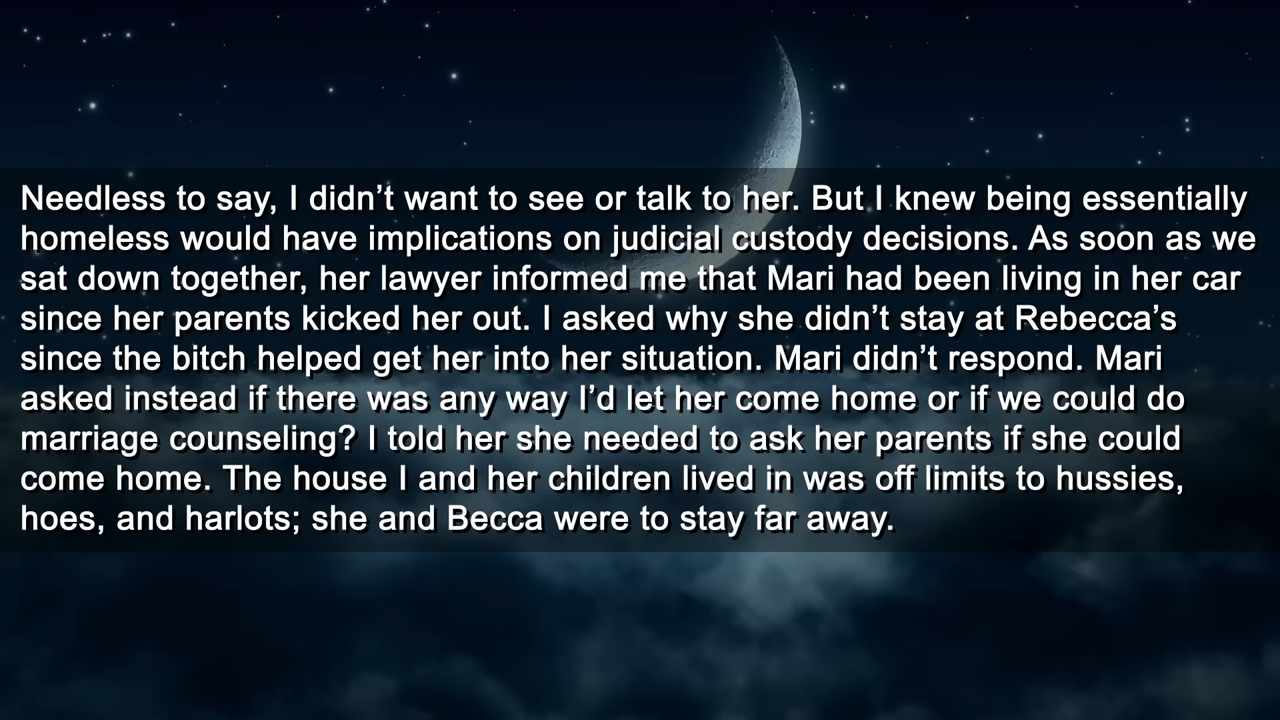 Needless to say, I didn’t want to see or talk to her. But I knew being essentially
homeless would have implications on judicial custody decisions. As soon as we
sat down together, her lawyer informed me that Mari had been living in her car
since her parents kicked her out. I asked why she didn’t stay at Rebecca’s
since the bitch helped get her into her situation. Mari didn’t respond. Mari
asked instead if there was any way I’d let her come home or if we could do
marriage counseling? I told her she needed to ask her parents if she could
come home. The house I and her children lived in was off limits to hussies,
hoes, and harlots; she and Becca were to stay far away.